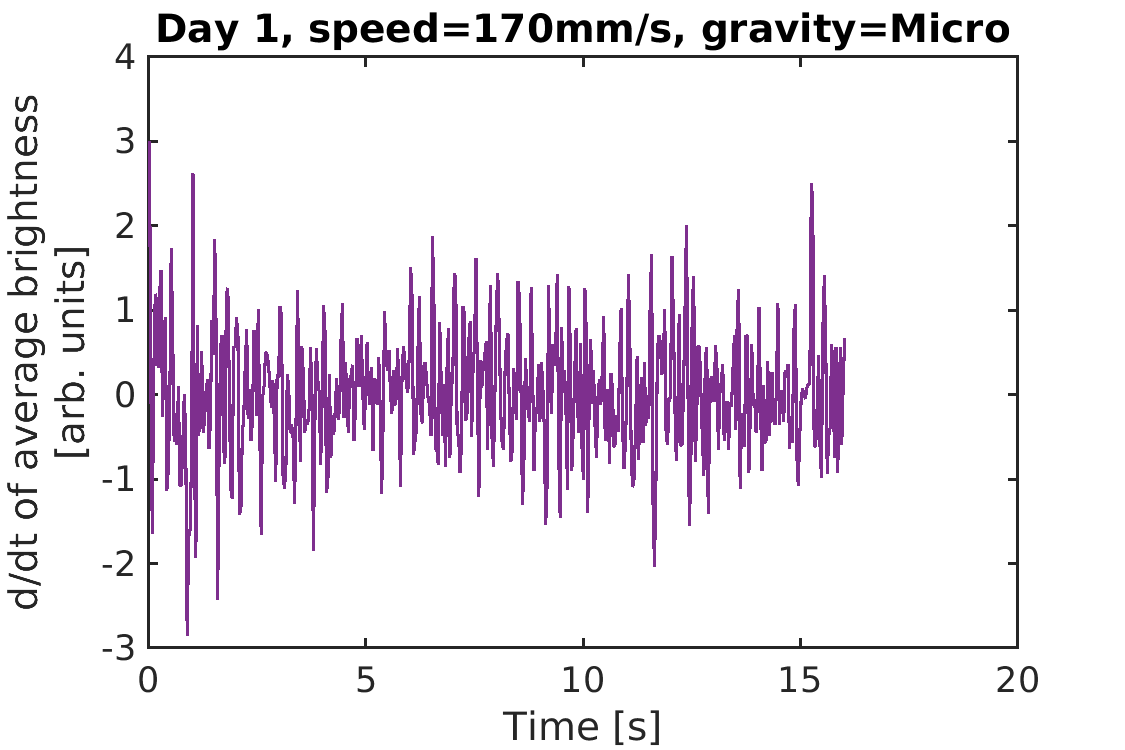 Day 1, speed=170mm/s, gravity=Micro
d/dt of average brightness
[arb. units]
4
3
2
1
0
-1
-2
-3
0 5 10 15 20
Time [s]